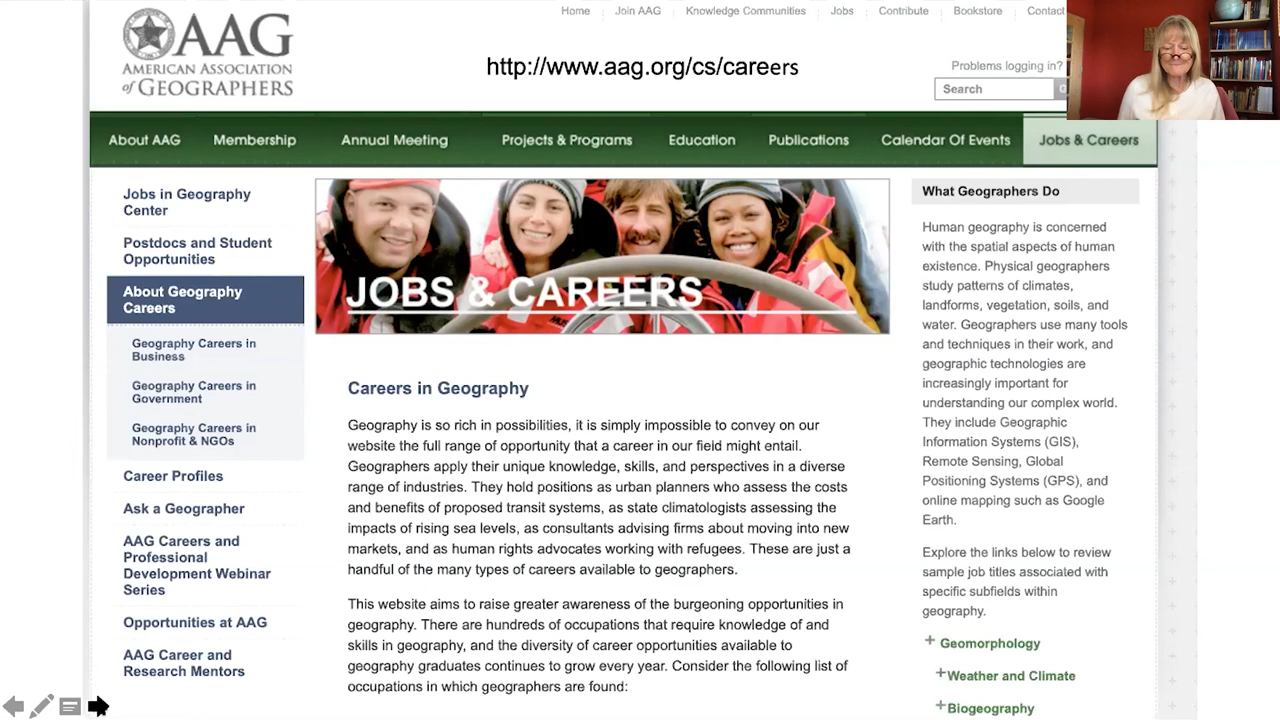 AAG
AMERICAN ASSOCIATION
of GEOGRAPHERS
Home
Join AAG
Knowledge Communities
Jobs
Contribute
Bookstore
Contact
http://www.aag.org/cs/careers
Problems logging in?
Search
About AAG
Membership
Annual Meeting
Projects & Programs
Education
Publications
Calendar Of Events
Jobs & Careers
Jobs in Geography
Center
Postdocs and Student
Opportunities
About Geography
Careers
Geography Careers in
Business
Geography Careers in
Government
Geography Careers in
Nonprofit & NGOs
Career Profiles
Ask a Geographer
AAG Careers and
Professional
Development Webinar
Series
Opportunities at AAG
AAG Career and
Research Mentors
JOBS & CAREERS
Careers in Geography
Geography is so rich in possibilities, it is simply impossible to convey on our
website the full range of opportunity that a career in our field might entail.
Geographers apply their unique knowledge, skills, and perspectives in a diverse
range of industries. They hold positions as urban planners who assess the costs
and benefits of proposed transit systems, as state climatologists assessing the
impacts of rising sea levels, as consultants advising firms about moving into new
markets, and as human rights advocates working with refugees. These are just a
handful of the many types of careers available to geographers.
This website aims to raise greater awareness of the burgeoning opportunities in
geography. There are hundreds of occupations that require knowledge of and
skills in geography, and the diversity of career opportunities available to
geography graduates continues to grow every year. Consider the following list of
occupations in which geographers are found:
What Geographers Do
Human geography is concerned
with the spatial aspects of human
existence. Physical geographers
study patterns of climates,
landforms, vegetation, soils, and
water. Geographers use many tools
and techniques in their work, and
geographic technologies are
increasingly important for
understanding our complex world.
They include Geographic
Information Systems (GIS),
Remote Sensing, Global
Positioning Systems (GPS), and
online mapping such as Google
Earth.
Explore the links below to review
sample job titles associated with
specific subfields within
geography.
+ Geomorphology
+ Weather and Climate
+ Biogeography